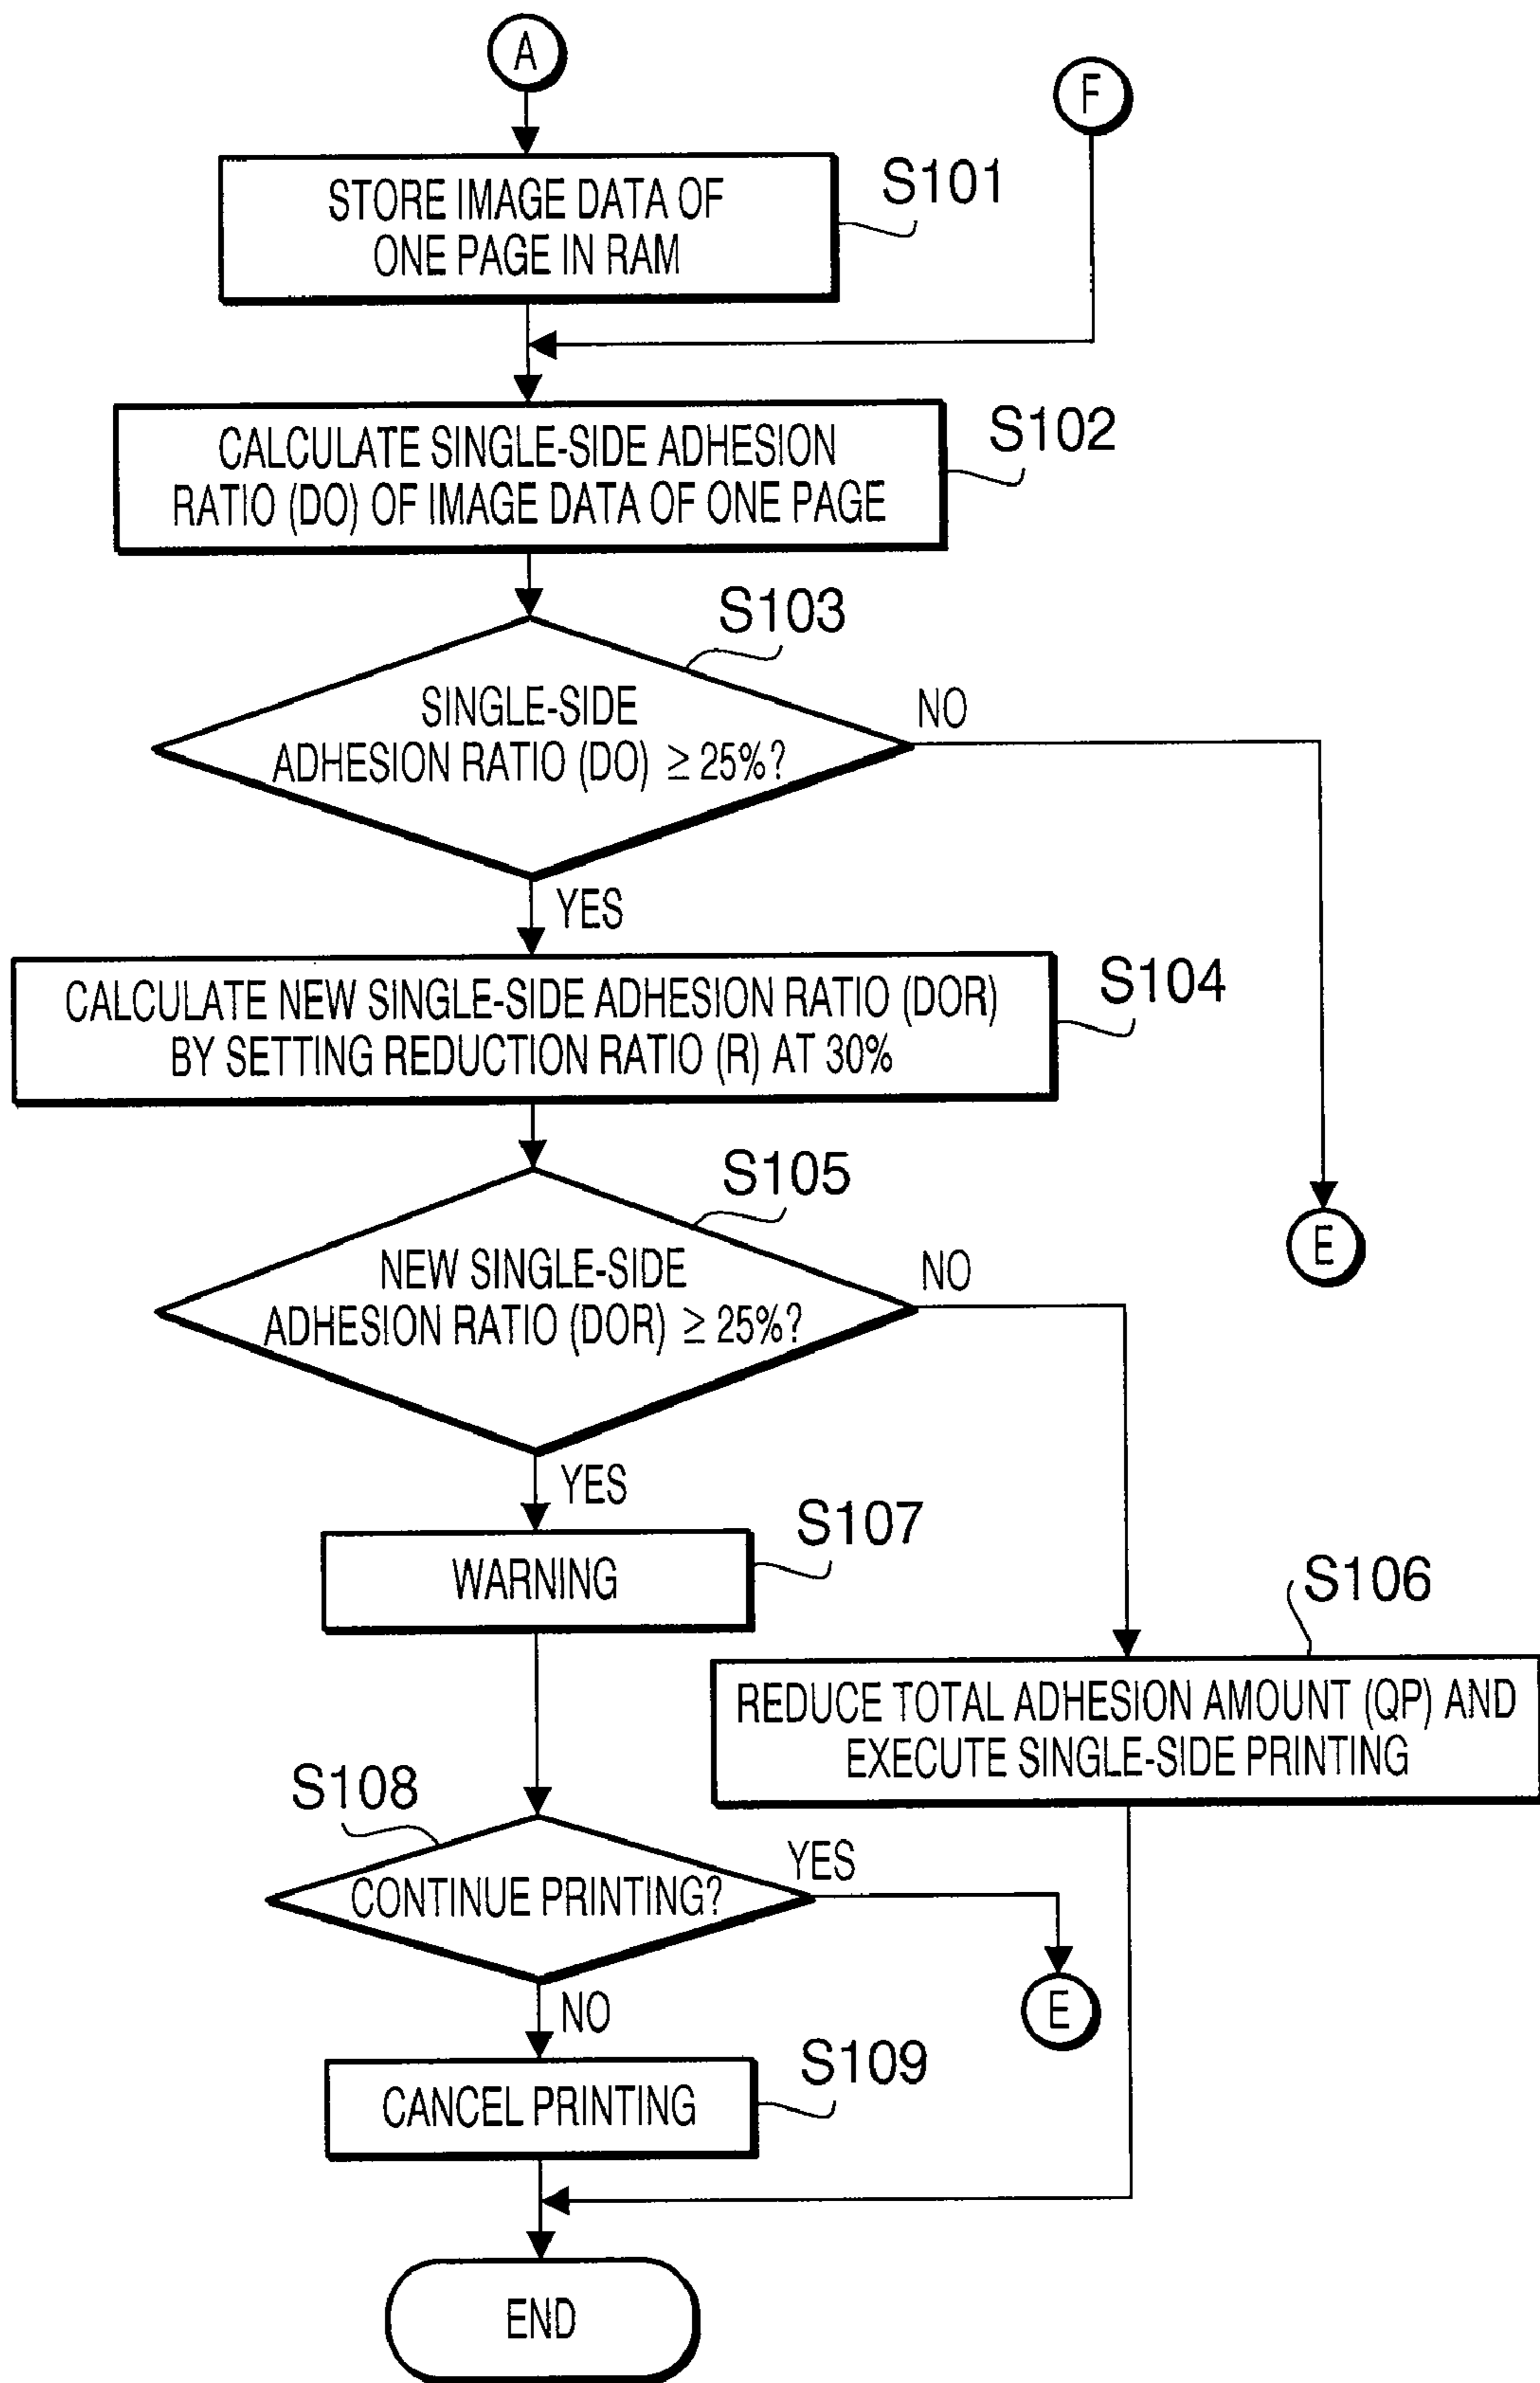 A
F
STORE IMAGE DATA OF
ONE PAGE IN RAM
S101
CALCULATE SINGLE-SIDE ADHESION
RATIO (DO) OF IMAGE DATA OF ONE PAGE
S102
S103
SINGLE-SIDE
ADHESION RATIO (DO) ≥ 25%?
NO
YES
CALCULATE NEW SINGLE-SIDE ADHESION RATIO (DOR)
BY SETTING REDUCTION RATIO (R) AT 30%
S104
E
S105
NEW SINGLE-SIDE
ADHESION RATIO (DOR) ≥ 25%?
NO
YES
WARNING
S107
S106
REDUCE TOTAL ADHESION AMOUNT (QP) AND
EXECUTE SINGLE-SIDE PRINTING
S108
CONTINUE PRINTING?
YES
E
NO
CANCEL PRINTING
S109
END